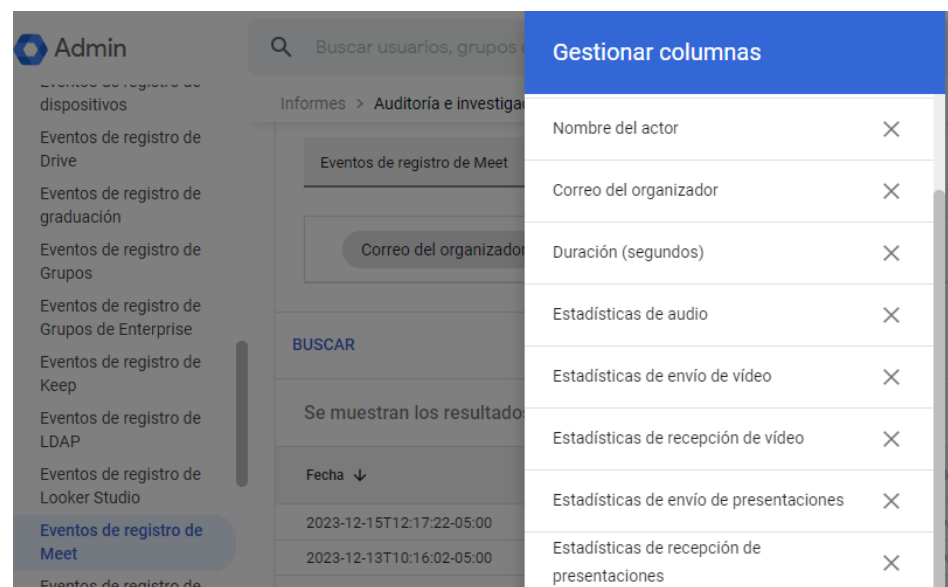 Admin
Buscar usuarios, grupos
Gestionar columnas
dispositivos
Eventos de registro de
Drive
Eventos de registro de
graduación
Eventos de registro de
Grupos
Eventos de registro de
Grupos de Enterprise
Eventos de registro de
Keep
Eventos de registro de
LDAP
Eventos de registro de
Looker Studio
Eventos de registro de
Meet
Eventos de registro de
Informes > Auditoría e investiga
Eventos de registro de Meet
Correo del organizador
BUSCAR
Se muestran los resultado
Fecha
2023-12-15T12:17:22-05:00
2023-12-13T10:16:02-05:00
Nombre del actor
Correo del organizador
Duración (segundos)
Estadísticas de audio
Estadísticas de envío de vídeo
Estadísticas de recepción de vídeo
Estadísticas de envío de presentaciones
Estadísticas de recepción de
presentaciones